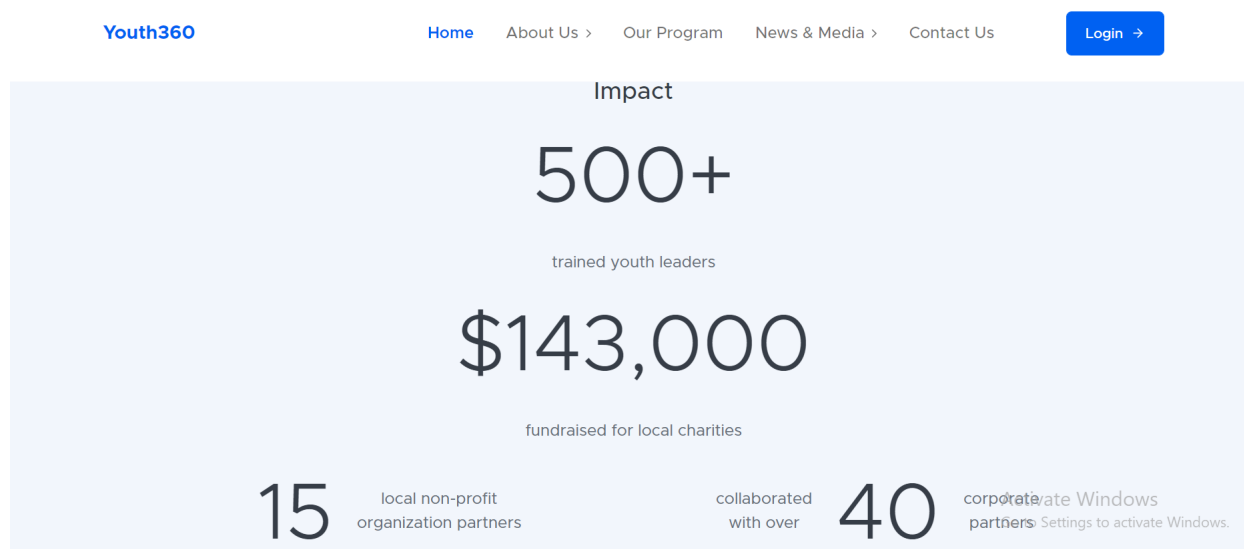 Youth360 Home About Us > Our Program News & Media > Contact Us Login →
Impact
500+
trained youth leaders
$143,000
fundraised for local charities
15 local non-profit organization partners
collaborated with over 40 corporate partners
Activate Windows
Go to Settings to activate Windows.